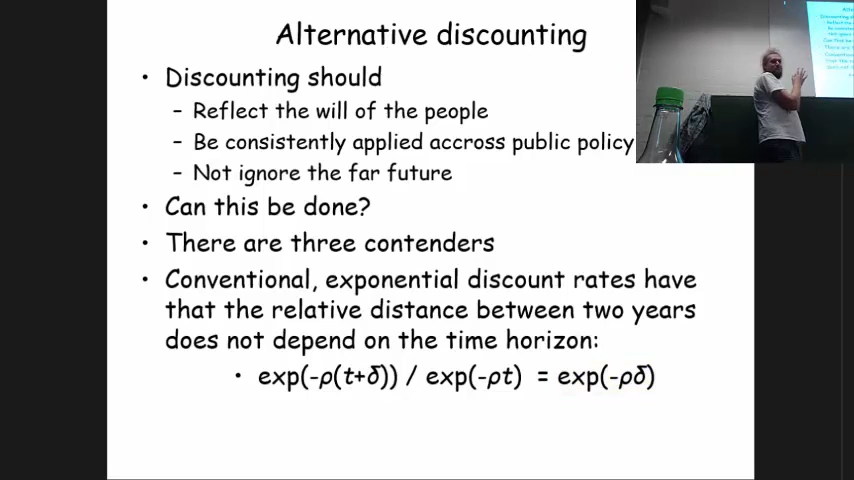 Alternative discounting
• Discounting should
– Reflect the will of the people
– Be consistently applied accross public policy
– Not ignore the far future
• Can this be done?
• There are three contenders
• Conventional, exponential discount rates have
that the relative distance between two years
does not depend on the time horizon:
• exp(-ρ(t+δ)) / exp(-ρt) = exp(-ρδ)